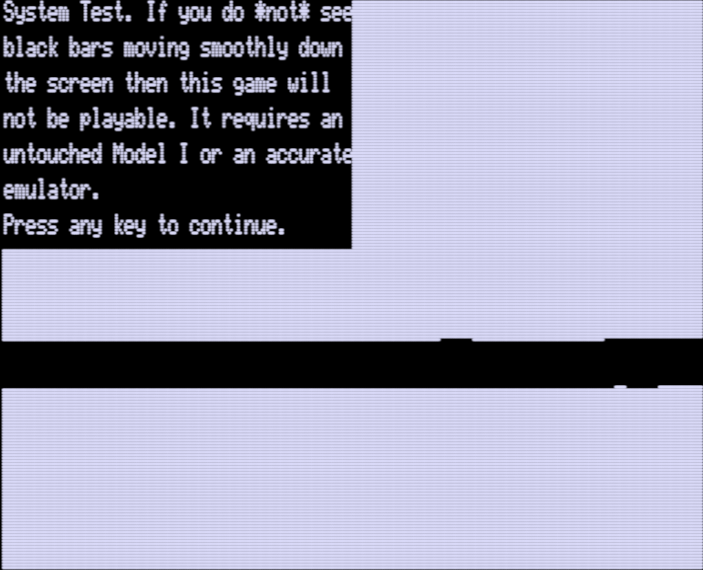 System Test. If you do *not* see
black bars moving smoothly down
the screen then this game will
not be playable. It requires an
untouched Model I or an accurate
emulator.
Press any key to continue.